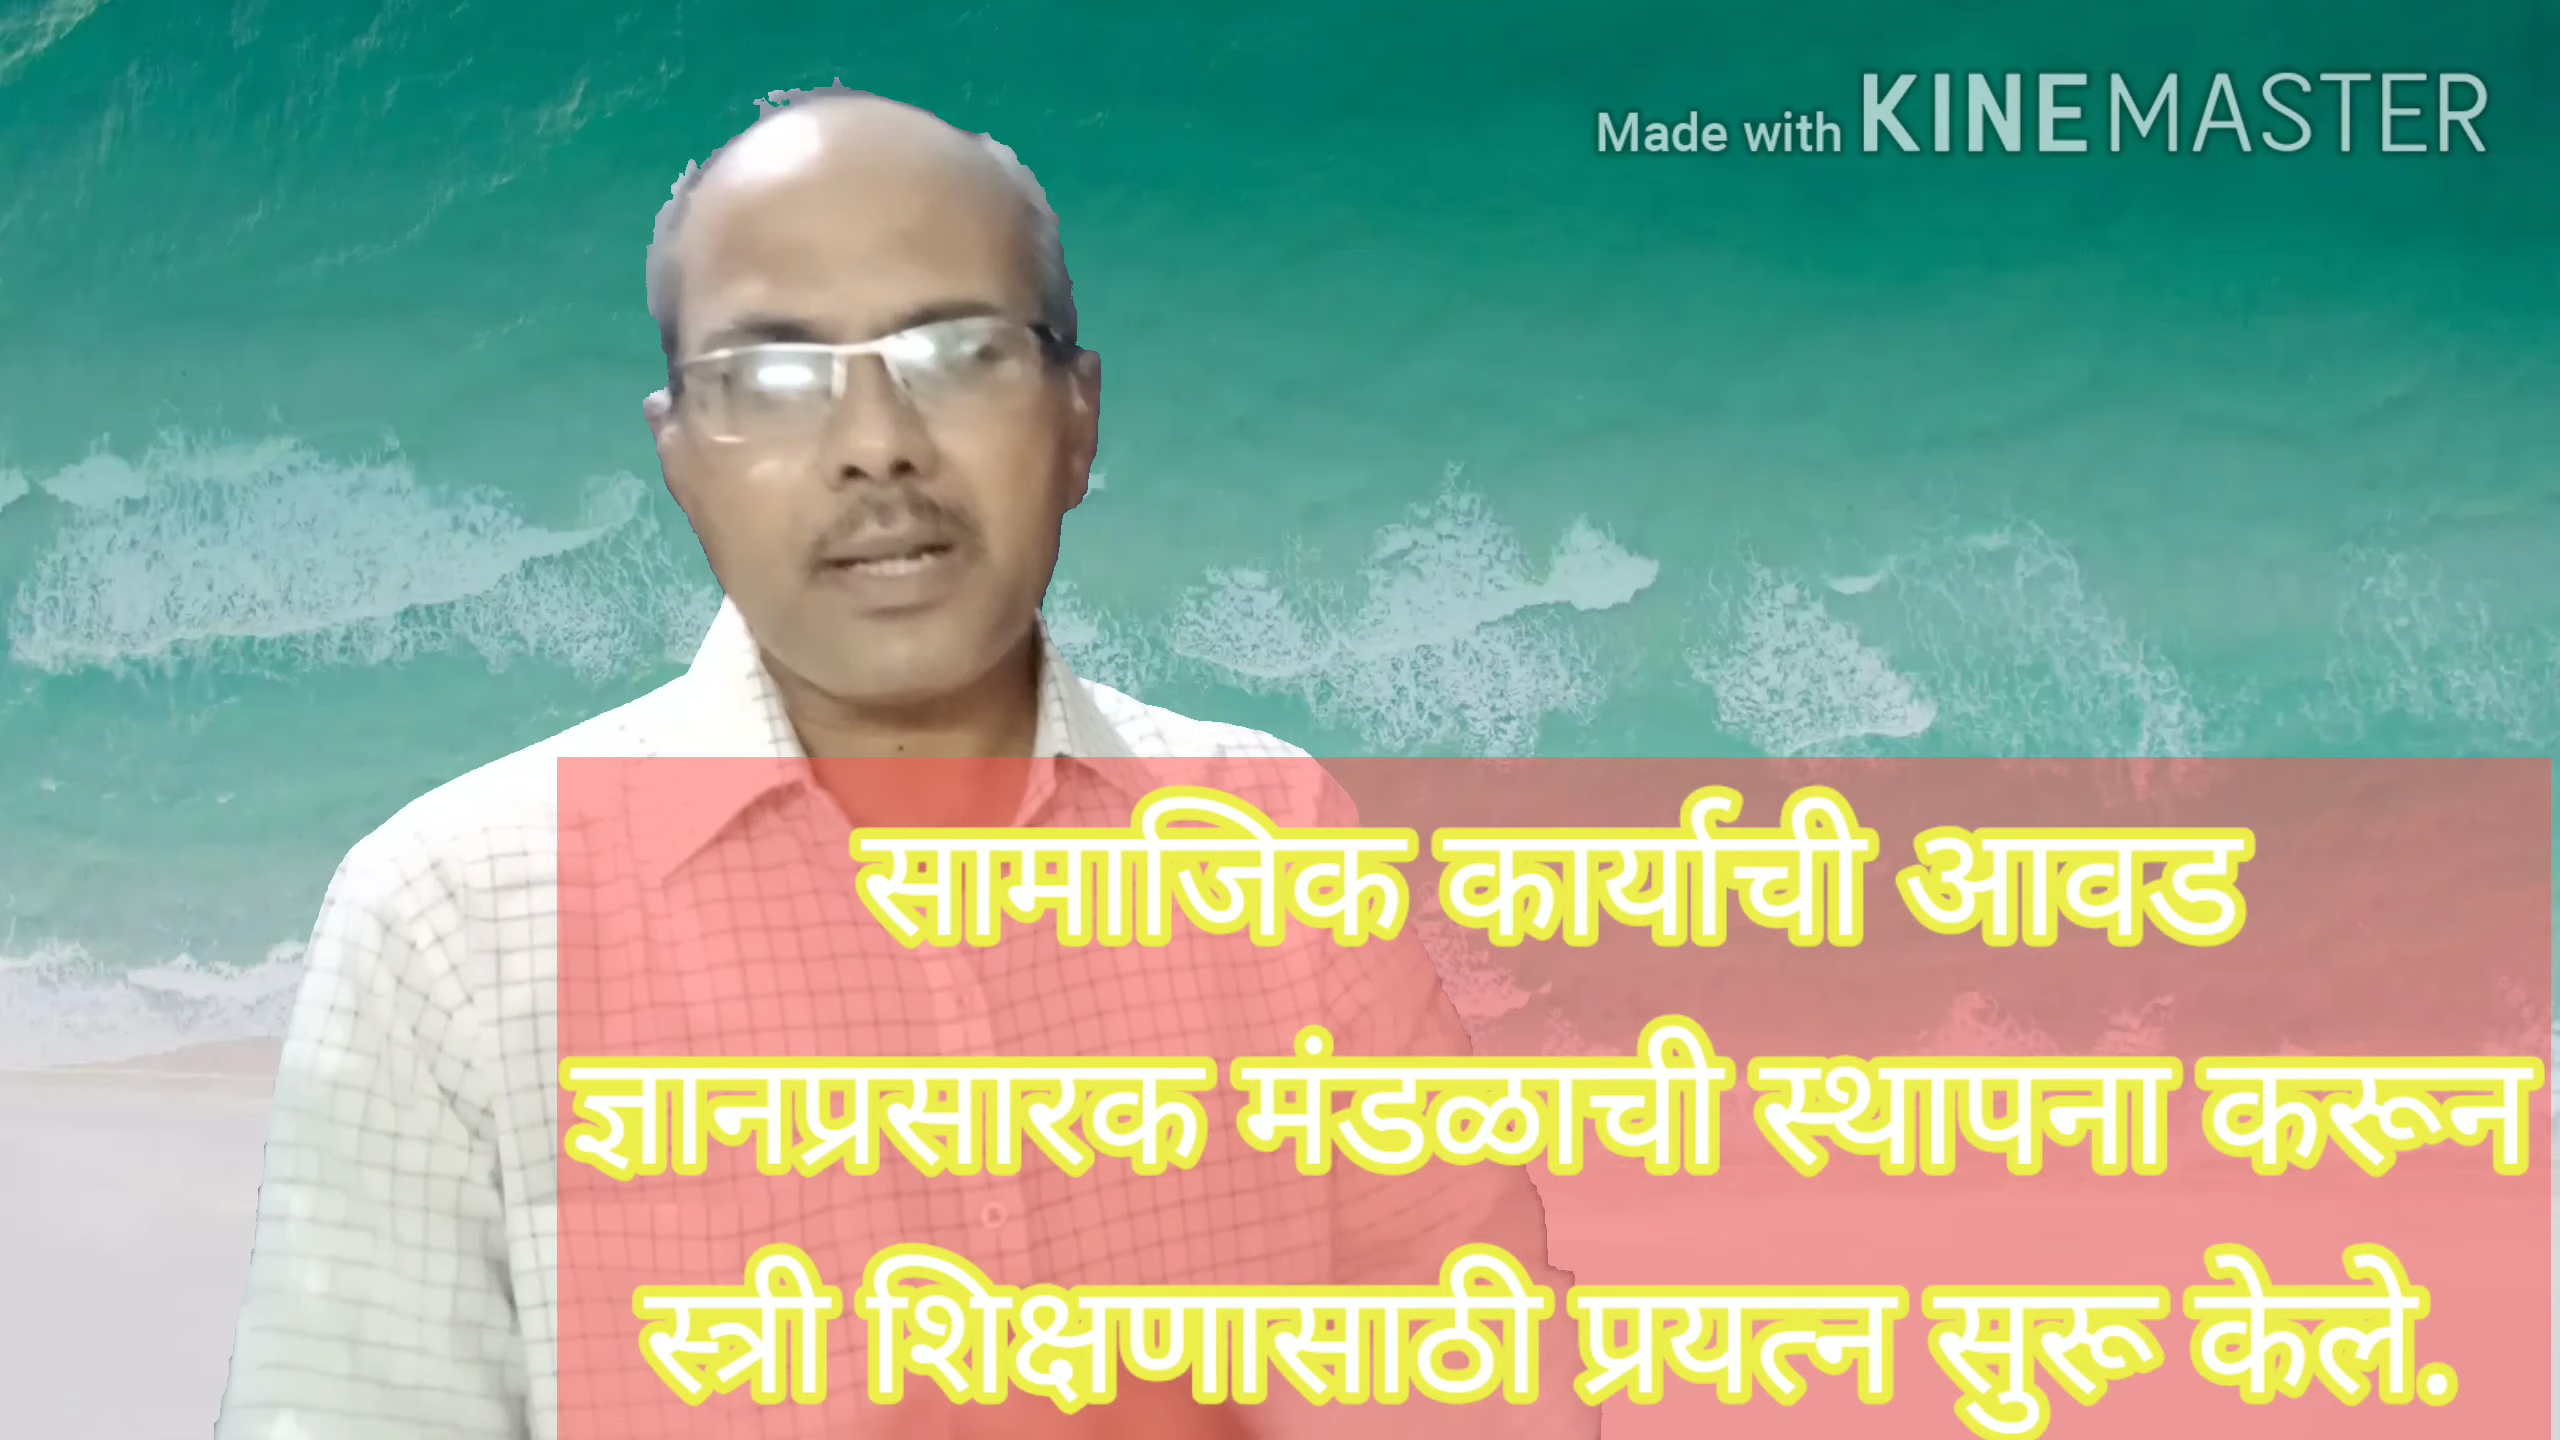 Made with KINEMASTER
सामाजिक कार्याची आवड
ज्ञानप्रसारक मंडळाची स्थापना करून
स्त्री शिक्षणासाठी प्रयत्न सुरू केले.